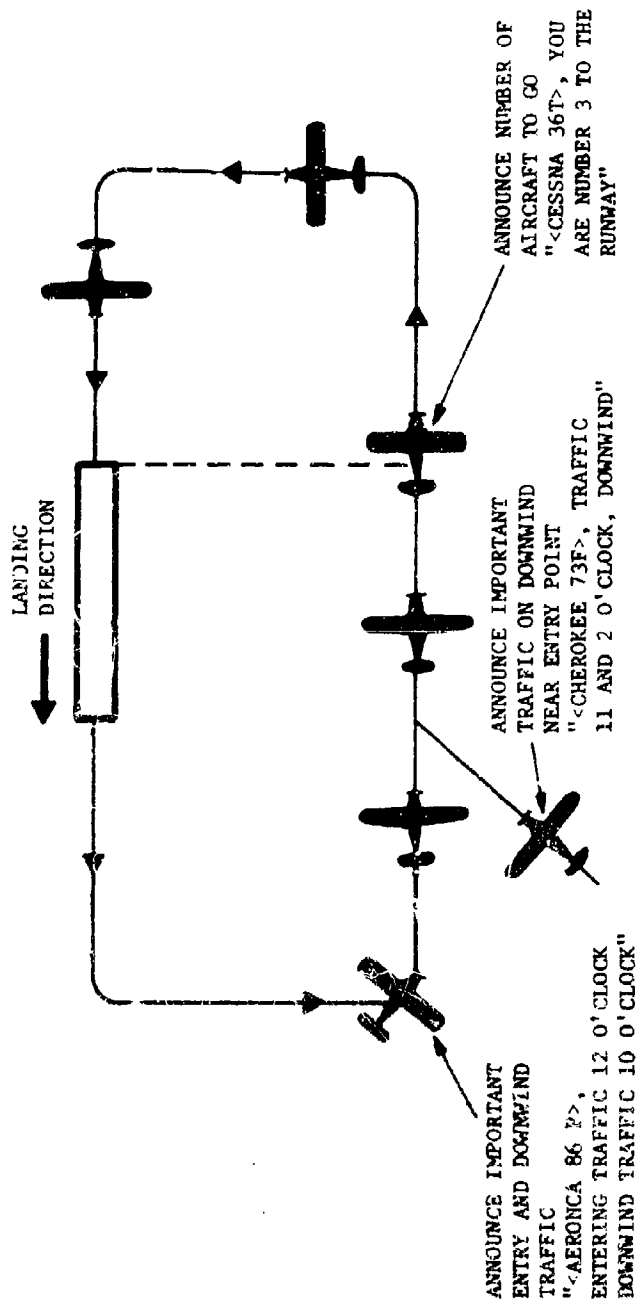 LANDING
DIRECTION
ANNOUNCE IMPORTANT
ENTRY AND DOWNWIND
TRAFFIC
"<AERONCA 86 P>,
ENTERING TRAFFIC 12 O'CLOCK
DOWNWIND TRAFFIC 10 O'CLOCK"
ANNOUNCE IMPORTANT
TRAFFIC ON DOWNWIND
NEAR ENTRY POINT
"<CHEROKEE 73F>, TRAFFIC
11 AND 2 O'CLOCK, DOWNWIND"
ANNOUNCE NUMBER OF
AIRCRAFT TO GO
"<CESSNA 36T>, YOU
ARE NUMBER 3 TO THE
RUNWAY"